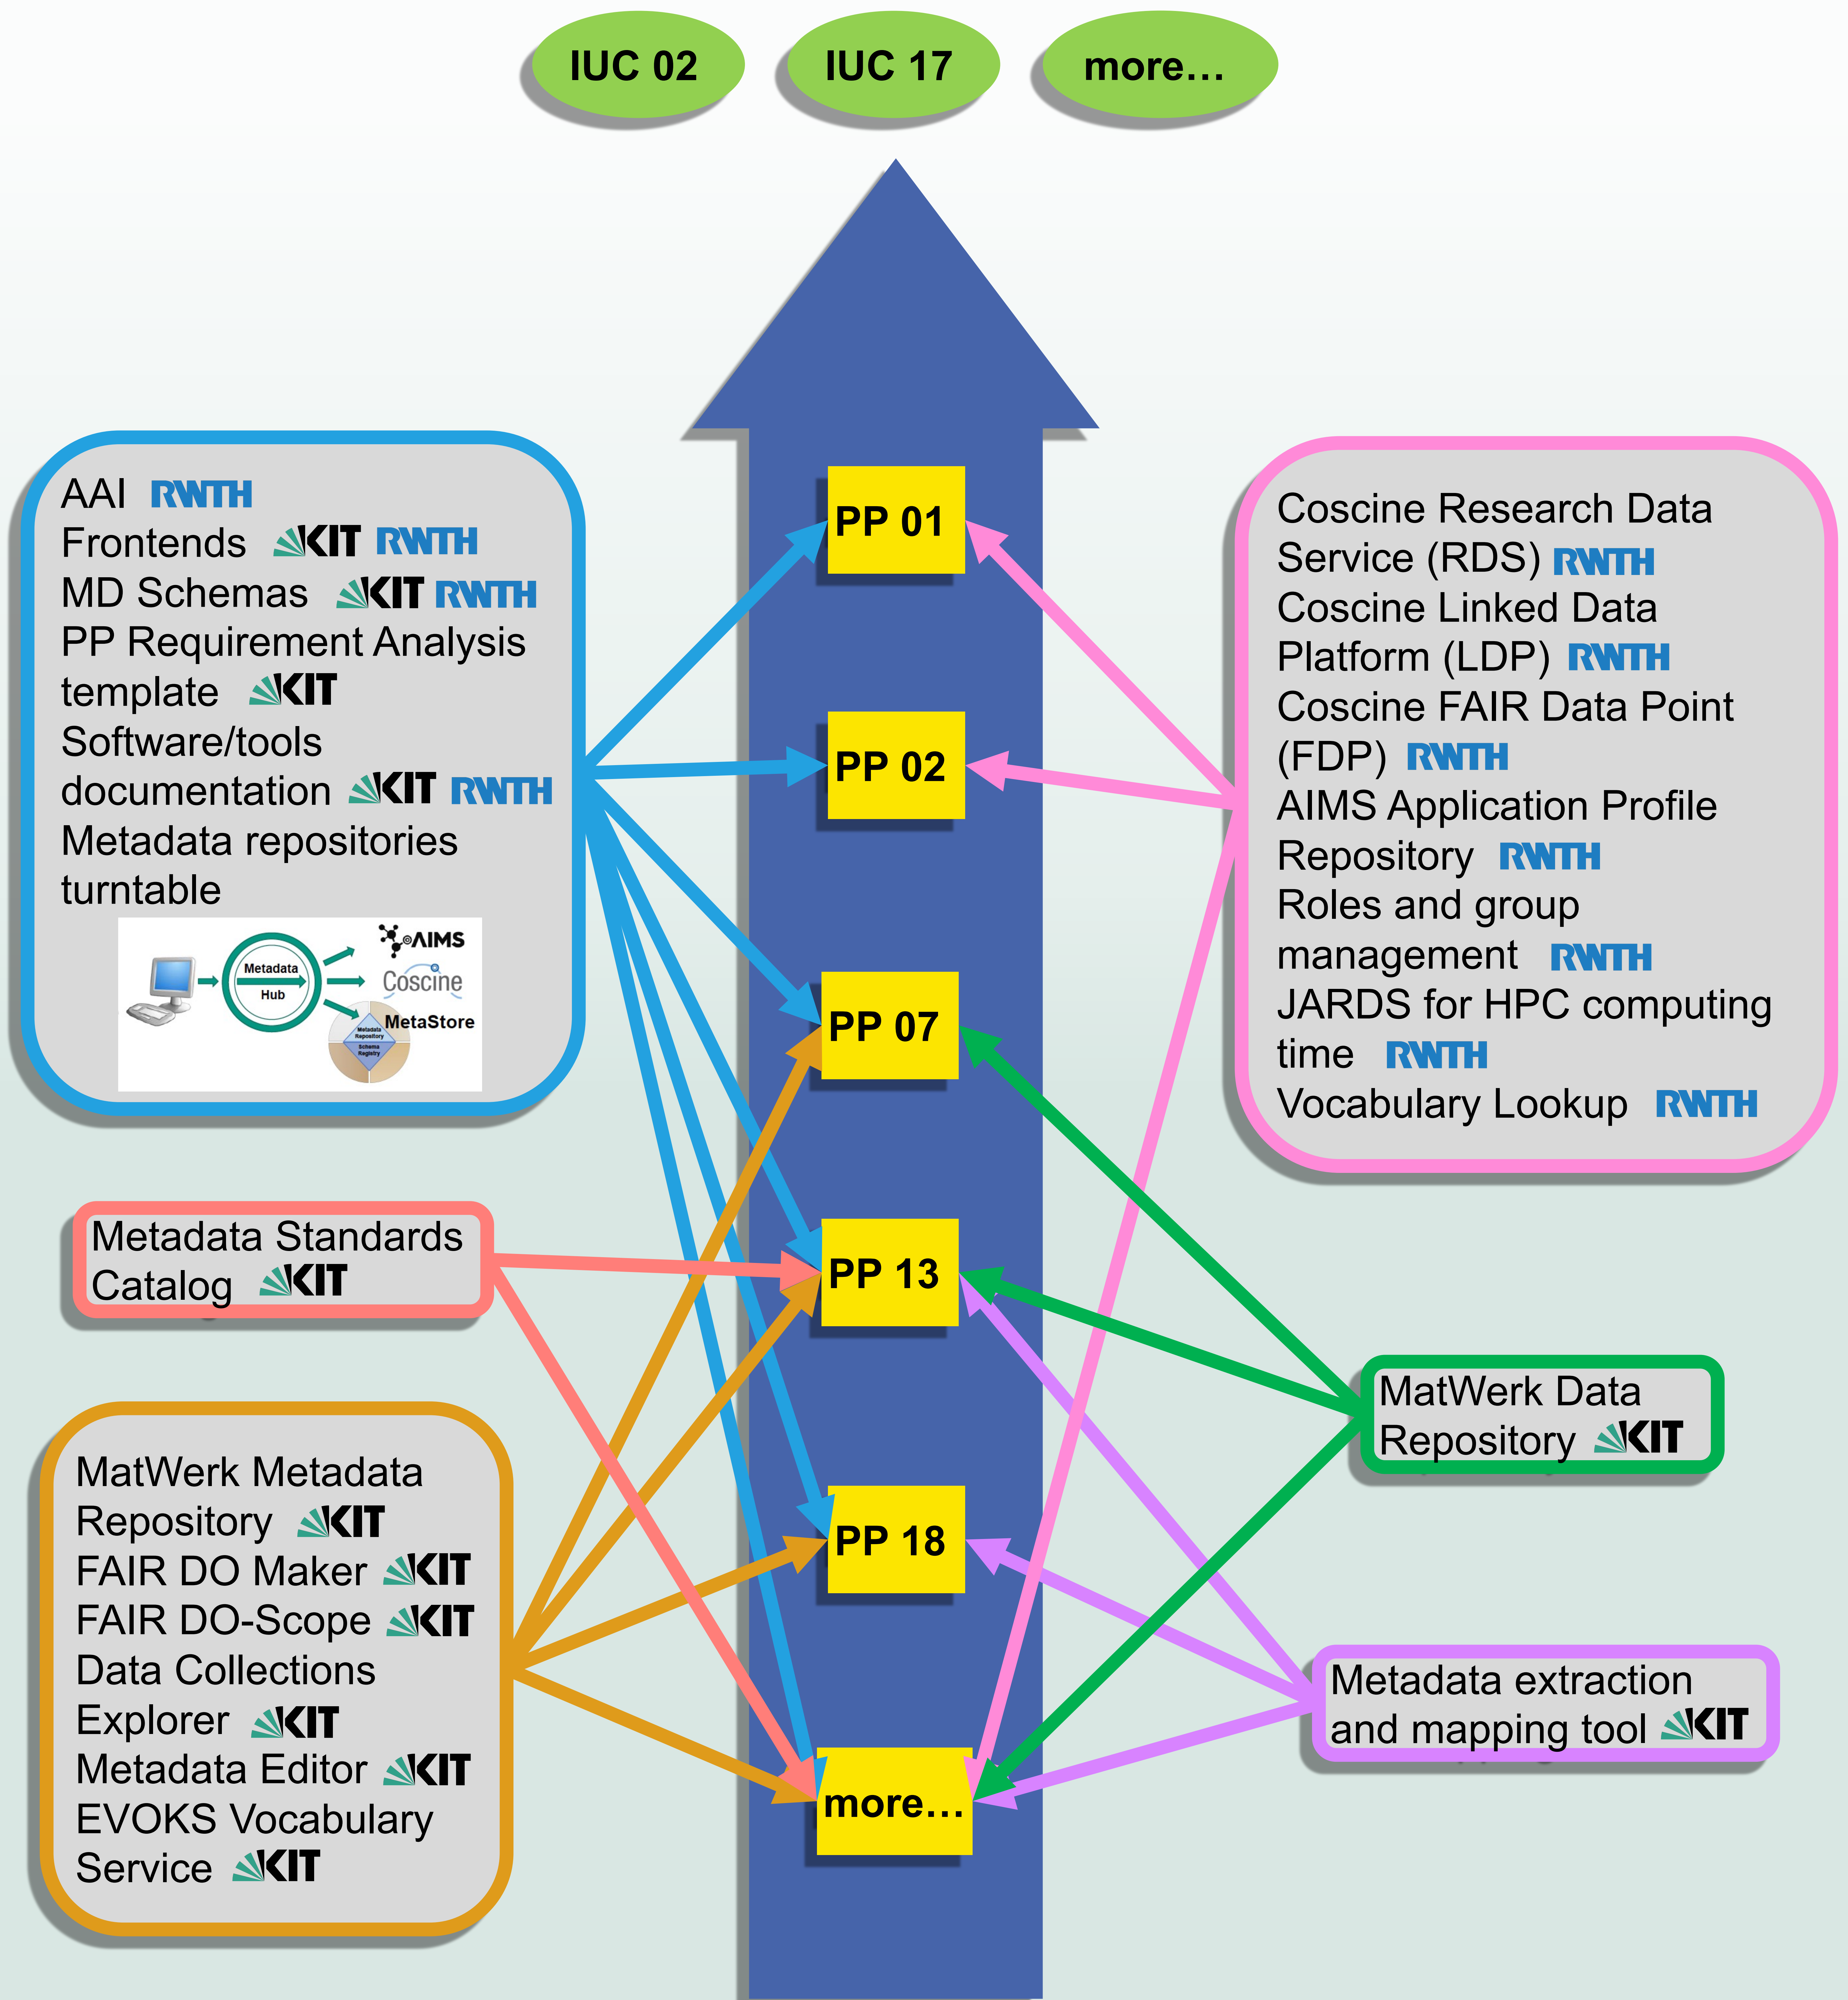 IUC 02
IUC 17
more...
AAI RWTH
Frontends KIT RWTH
MD Schemas KIT RWTH
PP Requirement Analysis
template KIT
Software/tools
documentation KIT RWTH
Metadata repositories
turntable
Metadata
Hub
AIMS
Coscine
MetaStore
Metadata
Repository
Schema
Registry
Metadata Standards
Catalog KIT
MatWerk Metadata
Repository KIT
FAIR DO Maker KIT
FAIR DO-Scope KIT
Data Collections
Explorer KIT
Metadata Editor KIT
EVOKS Vocabulary
Service KIT
PP 01
PP 02
PP 07
PP 13
PP 18
more...
Coscine Research Data
Service (RDS) RWTH
Coscine Linked Data
Platform (LDP) RWTH
Coscine FAIR Data Point
(FDP) RWTH
AIMS Application Profile
Repository RWTH
Roles and group
management RWTH
JARDS for HPC computing
time RWTH
Vocabulary Lookup RWTH
MatWerk Data
Repository KIT
Metadata extraction
and mapping tool KIT